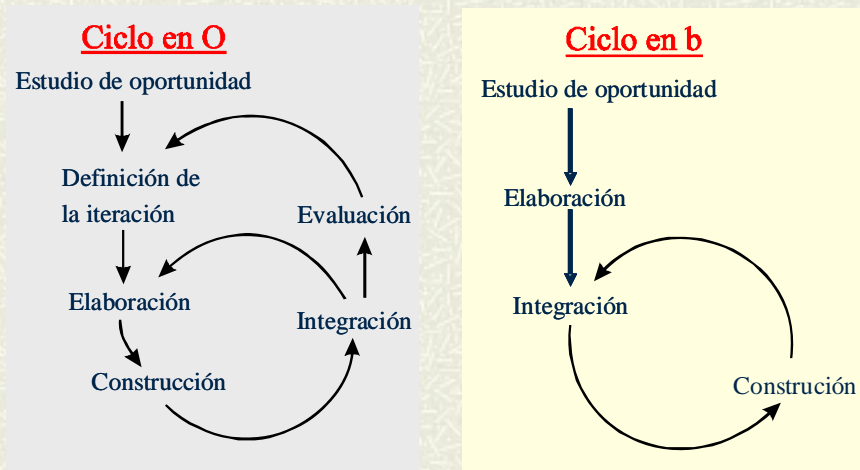 Ciclo en O
Estudio de oportunidad
Definición de
la iteración
Evaluación
Elaboración
Integración
Construcción
Ciclo en b
Estudio de oportunidad
Elaboración
Integración
Construción